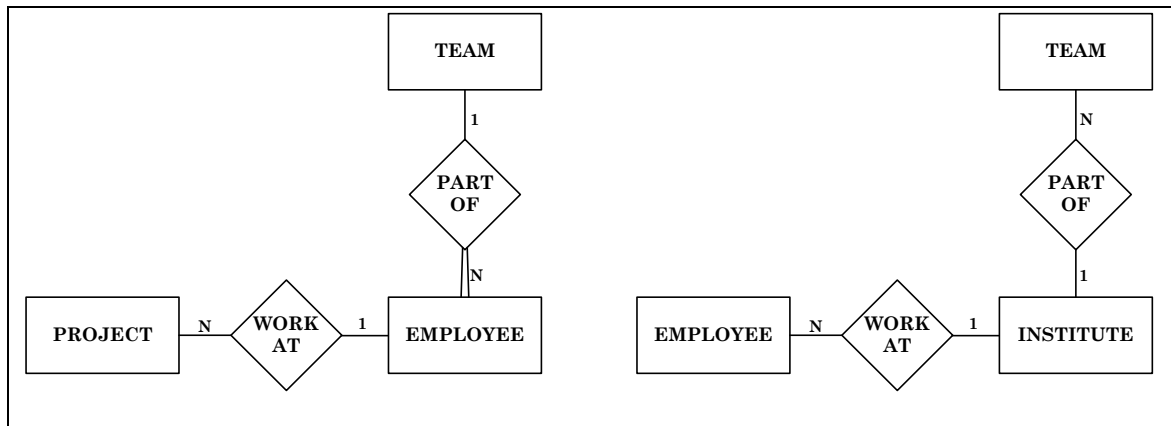 TEAM
TEAM
1
N
PART
OF
PART
OF
N
1
PROJECT
N
WORK
AT
1
EMPLOYEE
EMPLOYEE
N
WORK
AT
1
INSTITUTE